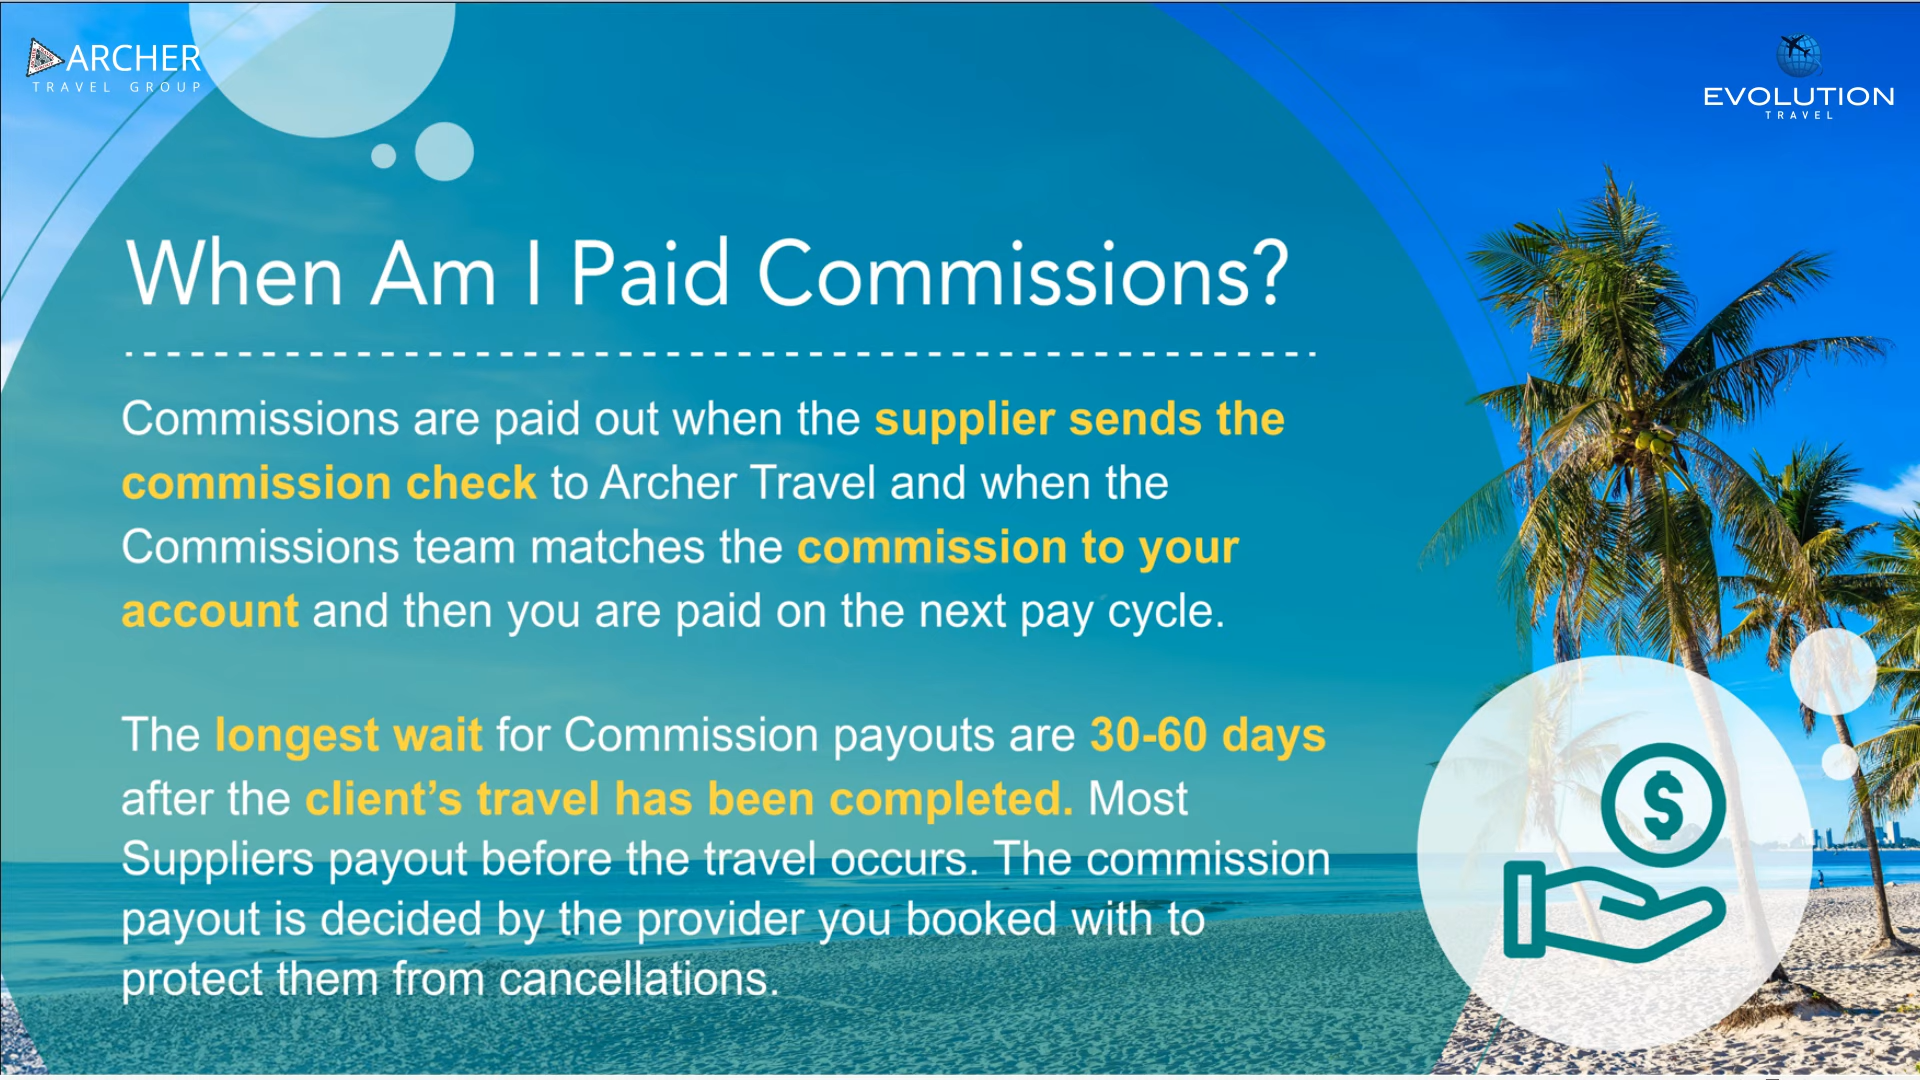 ARCHER
TRAVEL GROUP
EVOLUTION
TRAVEL
When Am I Paid Commissions?
Commissions are paid out when the supplier sends the
commission check to Archer Travel and when the
Commissions team matches the commission to your
account and then you are paid on the next pay cycle.
The longest wait for Commission payouts are 30-60 days
after the client’s travel has been completed. Most
Suppliers payout before the travel occurs. The commission
payout is decided by the provider you booked with to
protect them from cancellations.
$